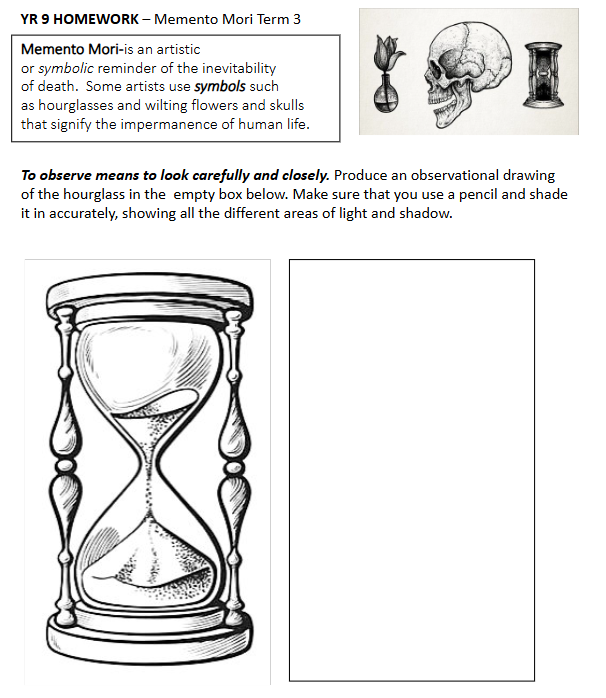 YR 9 HOMEWORK – Memento Mori Term 3
Memento Mori-is an artistic
or symbolic reminder of the inevitability
of death.  Some artists use symbols such
as hourglasses and wilting flowers and skulls
that signify the impermanence of human life.
To observe means to look carefully and closely. Produce an observational drawing
of the hourglass in the  empty box below. Make sure that you use a pencil and shade
it in accurately, showing all the different areas of light and shadow.